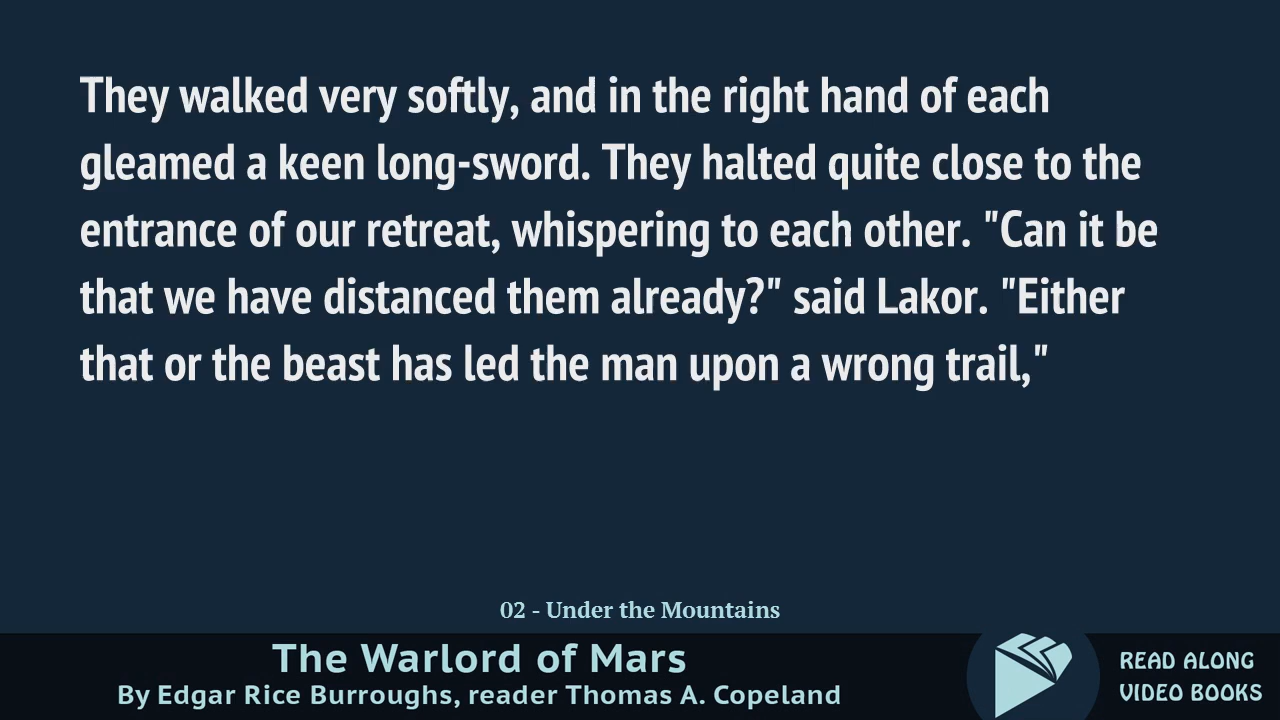 They walked very softly, and in the right hand of each
gleamed a keen long-sword. They halted quite close to the
entrance of our retreat, whispering to each other. "Can it be
that we have distanced them already?" said Lakor. "Either
that or the beast has led the man upon a wrong trail,"
02 - Under the Mountains
The Warlord of Mars
By Edgar Rice Burroughs, reader Thomas A. Copeland
READ ALONG
VIDEO BOOKS